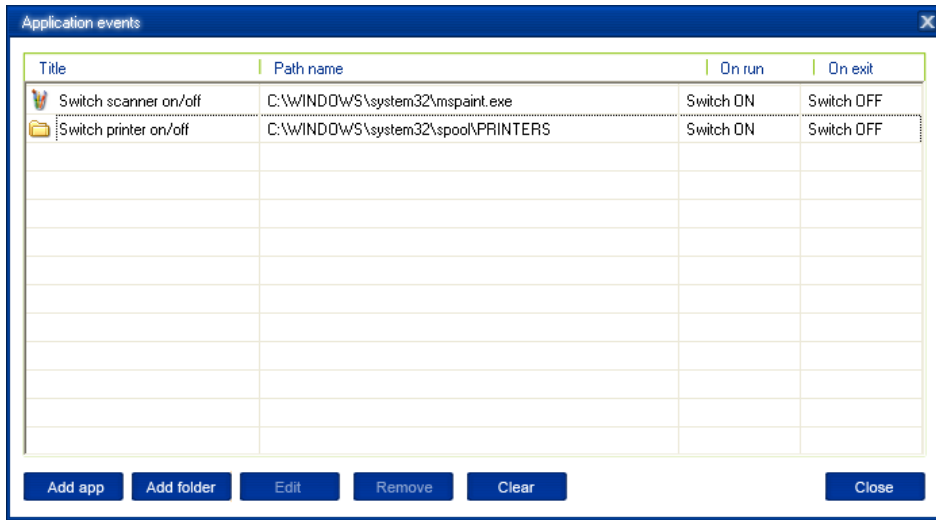 Application events
Title Path name On run On exit
Switch scanner on/off C:\WINDOWS\system32\mspaint.exe Switch ON Switch OFF
Switch printer on/off C:\WINDOWS\system32\spool\PRINTERS Switch ON Switch OFF
Add app Add folder Edit Remove Clear Close